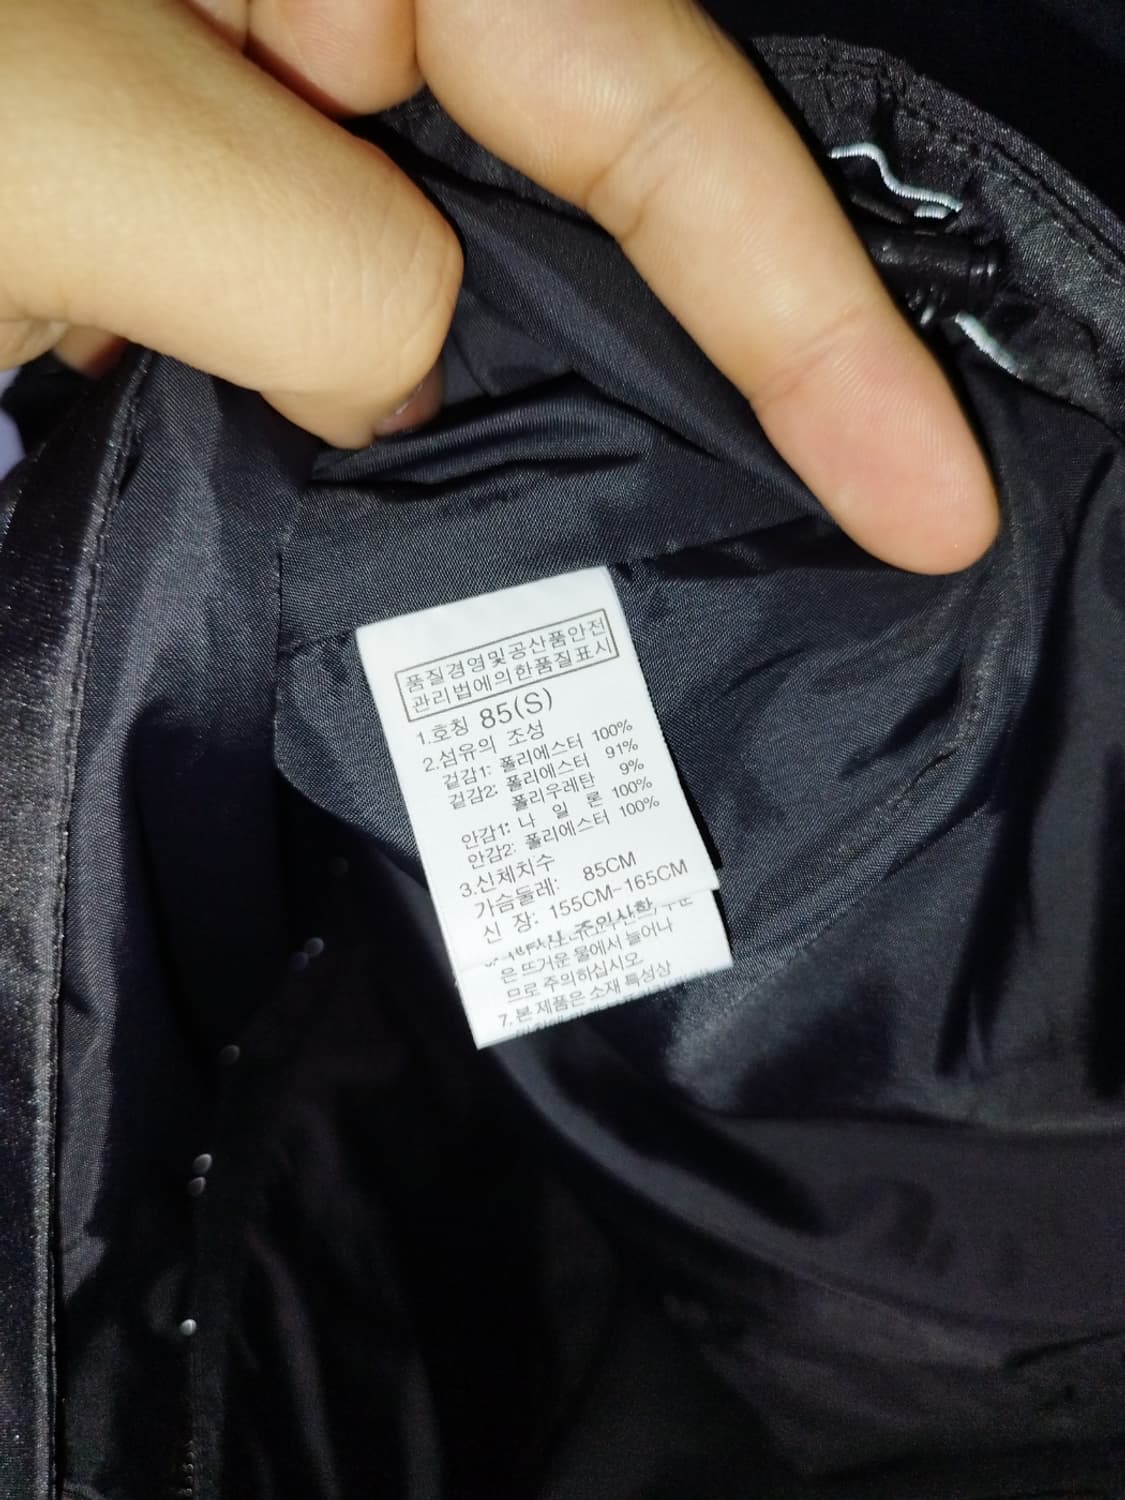 품질경영및공산품안전
관리법에의한품질표시
1.호칭 85(S)
2.섬유의 조성
겉감1: 폴리에스터 100%
겉감2: 폴리에스터 91%
폴리우레탄 9%
안감1: 나 일 론 100%
안감2: 폴리에스터 100%
3.신체치수
가슴둘레: 85CM
신 장: 155CM-165CM
주의사항
은 뜨거운 물에서 늘어나
므로 주의하십시오.
7. 본 제품은 소재 특성상